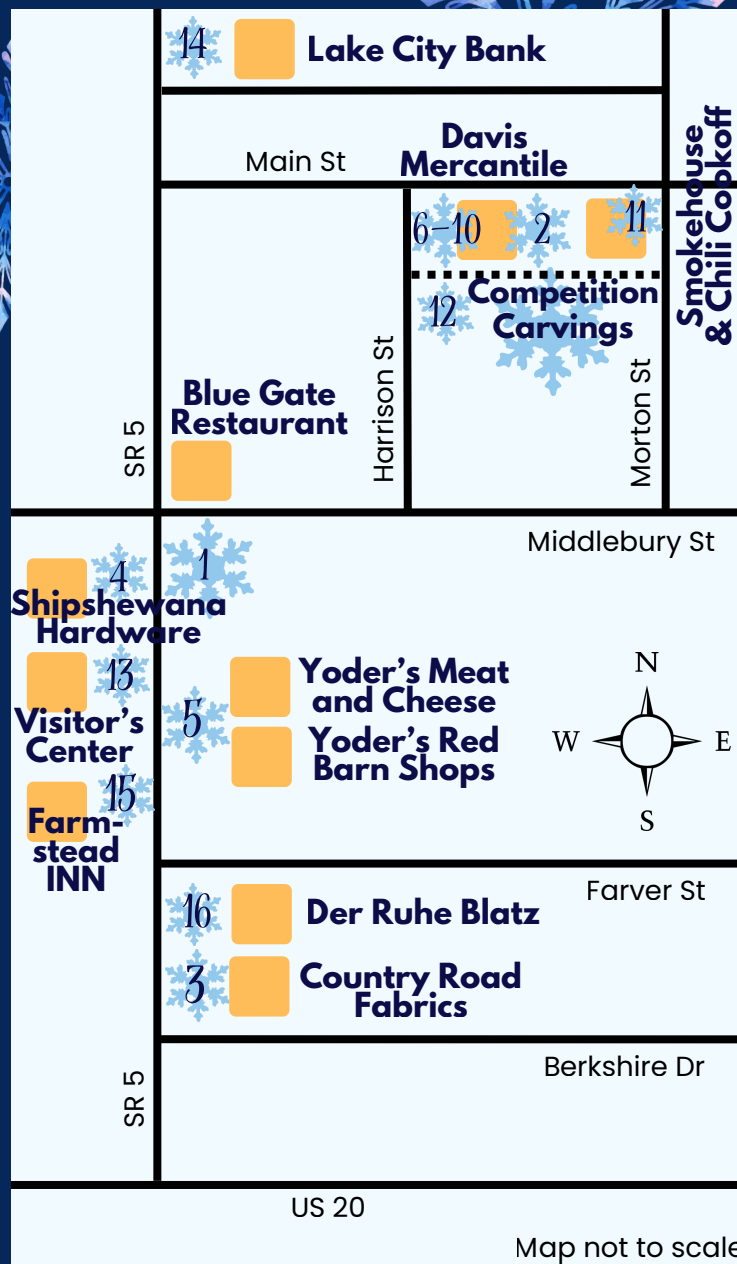 14
Lake City Bank
Main St
Davis
Mercantile
6-10
2
11
Smokehouse
& Chili Cookoff
12
Competition
Carvings
Harrison St
Morton St
SR 5
Blue Gate
Restaurant
Middlebury St
1
4
Shipshewana
Hardware
13
Visitor's
Center
5
Yoder's Meat
and Cheese
Yoder's Red
Barn Shops
N
W
E
S
15
Farm-
stead
INN
Farver St
16
Der Ruhe Blatz
3
Country Road
Fabrics
SR 5
Berkshire Dr
US 20
Map not to scale